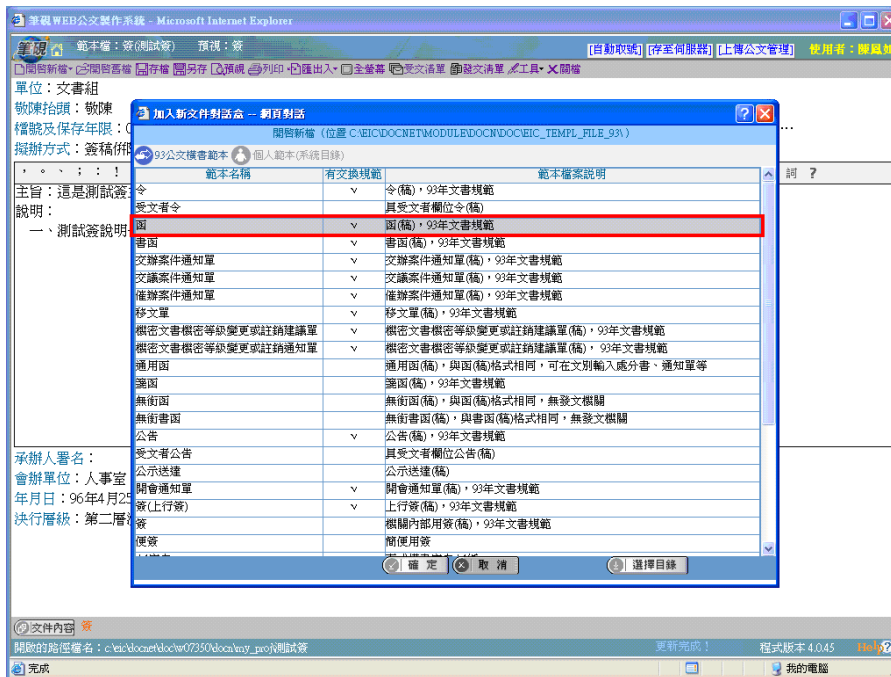 筆硯WEB公文製作系統 - Microsoft Internet Explorer
筆硯 範本檔：簽(測試簽) 預視：簽 [自動取號] [存至伺服器] [上傳公文管理] 使用者：
開啟新檔 開啟舊檔 存檔 另存 預視 列印 匯出入 全螢幕 受文清單 發文清單 工具 關檔
單位：文書組
敬陳抬頭：敬陳
檔號及保存年限：0
擬辦方式：簽稿併
， 。 、 ； ： ！ 詞 ？
主旨：這是測試簽
說明：
一、測試簽說明
加入新文件對話盒 -- 網頁對話
開啟新檔（位置 C:\EIC\DOCNET\MODULE\DOCN\DOC\EIC_TEMPL_FILE_93\）
93公文橫書範本 個人範本(系統目錄)
範本名稱 有交換規範 範本檔案說明
令 v 令(稿)，93年文書規範
受文者令 具受文者欄位令(稿)
函 v 函(稿)，93年文書規範
書函 v 書函(稿)，93年文書規範
交辦案件通知單 v 交辦案件通知單(稿)，93年文書規範
交議案件通知單 v 交議案件通知單(稿)，93年文書規範
催辦案件通知單 v 催辦案件通知單(稿)，93年文書規範
移文單 v 移文單(稿)，93年文書規範
機密文書機密等級變更或註銷建議單 v 機密文書機密等級變更或註銷建議單(稿)，93年文書規範
機密文書機密等級變更或註銷通知單 v 機密文書機密等級變更或註銷建議單(稿)， 93年文書規範
通用函 通用函(稿)，與函(稿)格式相同，可在文別輸入處分書、通知單等
箋函 箋函(稿)，93年文書規範
無銜函 無銜函(稿)，與函(稿)格式相同，無發文機關
無銜書函 無銜書函(稿)，與書函(稿)格式相同，無發文機關
公告 v 公告(稿)，93年文書規範
受文者公告 具受文者欄位公告(稿)
公示送達 公示送達(稿)
開會通知單 v 開會通知單(稿)，93年文書規範
簽(上行簽) v 上行簽(稿)，93年文書規範
簽 機關內部用簽(稿)，93年文書規範
便簽 簡便用簽
確 定 取 消 選擇目錄
承辦人署名：
會辦單位：人事室
年月日：96年4月25
決行層級：第二層
文件內容 簽
開啟的路徑檔名：c:\eic\docnet\doc\w07350\docn\my_proj\測試簽 更新完成！ 程式版本 4.0.45 Help
完成 我的電腦